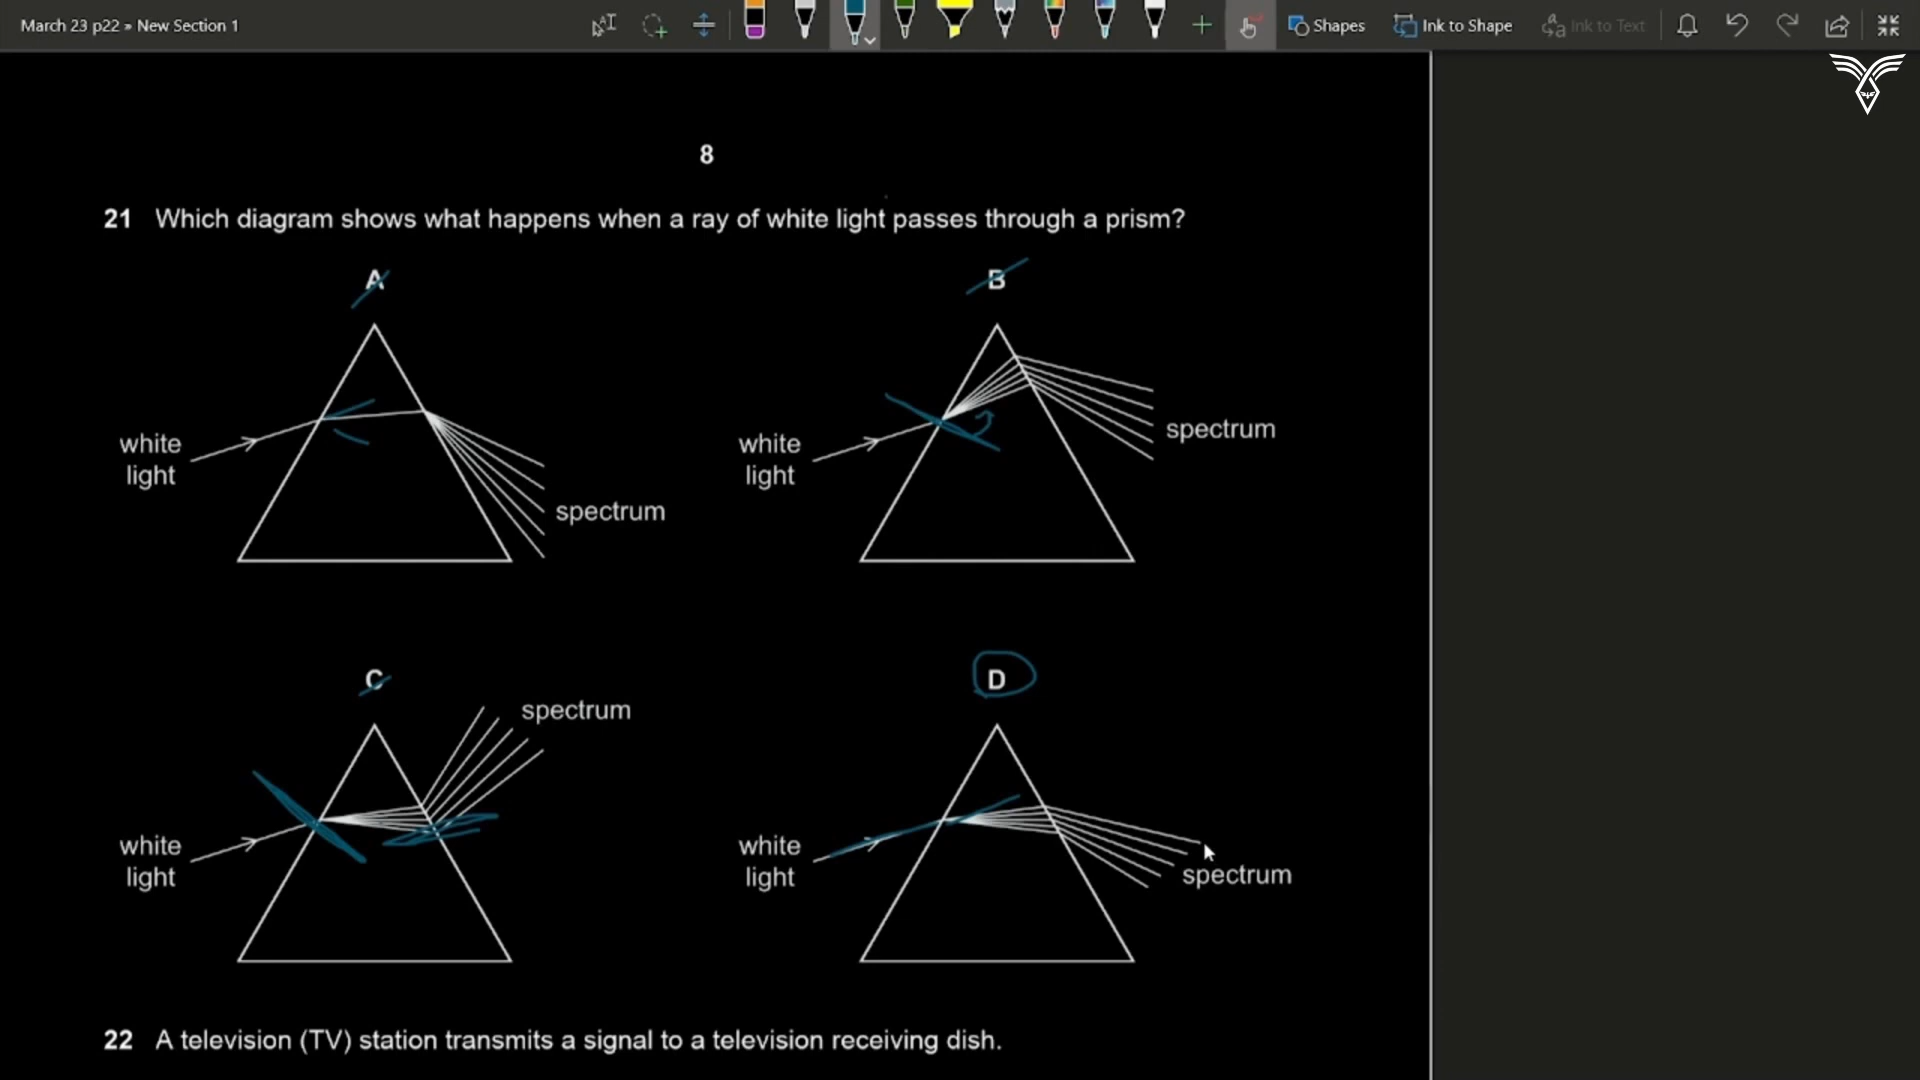 March 23 p22 » New Section 1
Shapes
Ink to Shape
Ink to Text
8
21 Which diagram shows what happens when a ray of white light passes through a prism?
A
B
white
light
spectrum
white
light
spectrum
C
D
spectrum
white
light
white
light
spectrum
22 A television (TV) station transmits a signal to a television receiving dish.